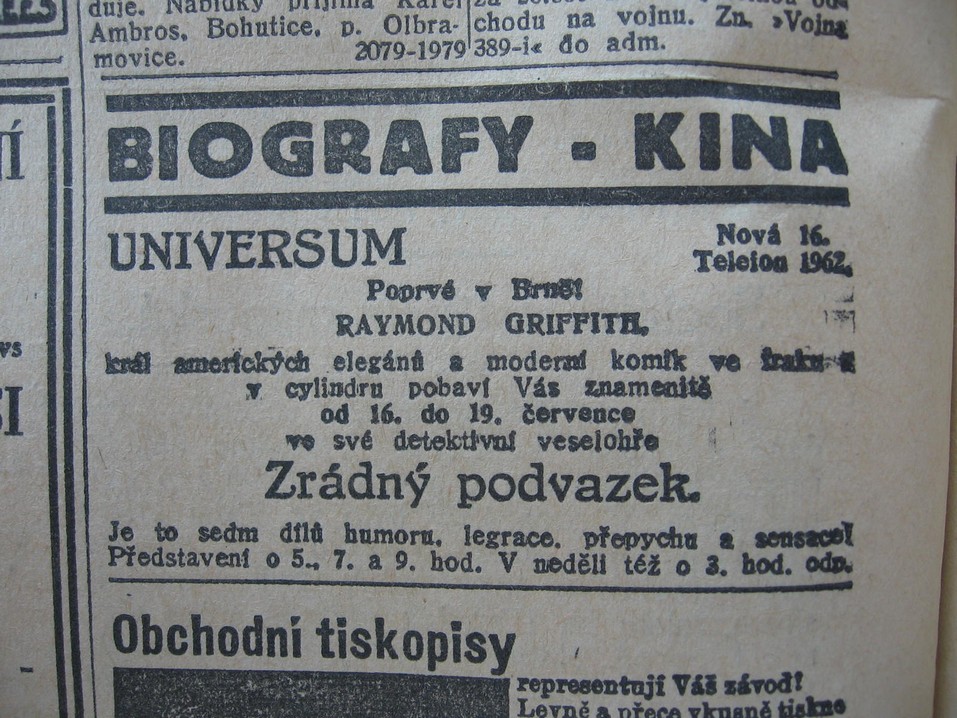 duje. Nabídky přijímá Karel
Ambros, Bohutice, p. Olbra-
movice. 2079-1979
chodu na vojnu. Zn. »Vojna
389-i« do adm.
BIOGRAFY - KINA
UNIVERSUM
Nová 16.
Telefon 1962.
Poprvé v Brně!
RAYMOND GRIFFITH,
král amerických elegánů a moderní komik ve fraku a
v cylindru pobaví Vás znamenitě
od 16. do 19. července
ve své detektivní veselohře
Zrádný podvazek.
Je to sedm dílů humoru, legrace, přepychu a sensace!
Představení o 5., 7. a 9. hod. V neděli též o 3. hod. odp.
Obchodní tiskopisy
representují Váš závod!
Levně a přece vkusně tiskne